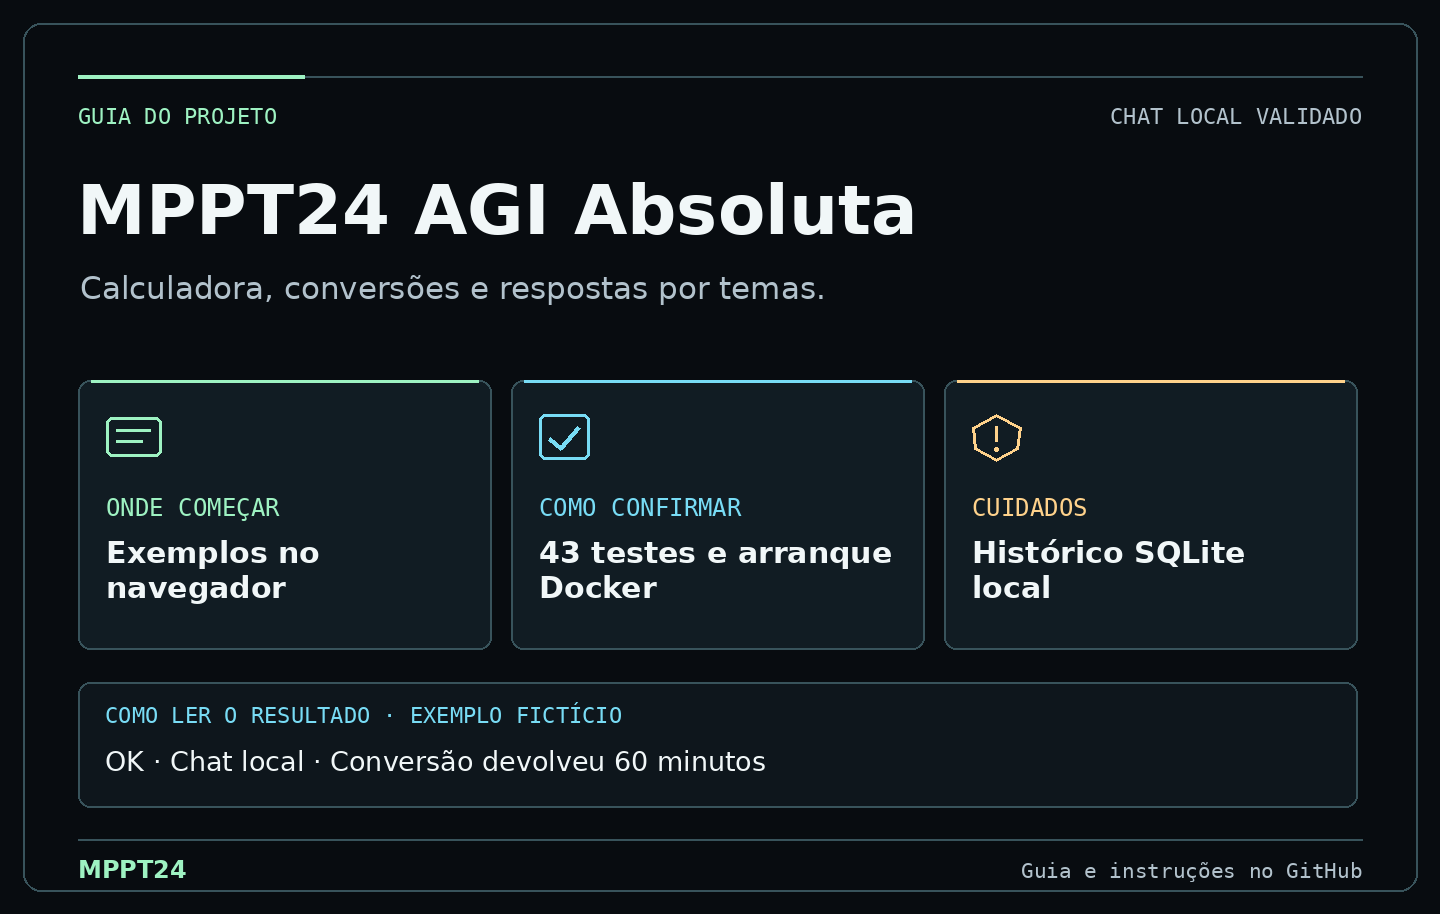 GUIA DO PROJETO
CHAT LOCAL VALIDADO
MPPT24 AGI Absoluta
Calculadora, conversões e respostas por temas.
ONDE COMEÇAR
Exemplos no
navegador
COMO CONFIRMAR
43 testes e arranque
Docker
CUIDADOS
Histórico SQLite
local
COMO LER O RESULTADO · EXEMPLO FICTÍCIO
OK · Chat local · Conversão devolveu 60 minutos
MPPT24
Guia e instruções no GitHub